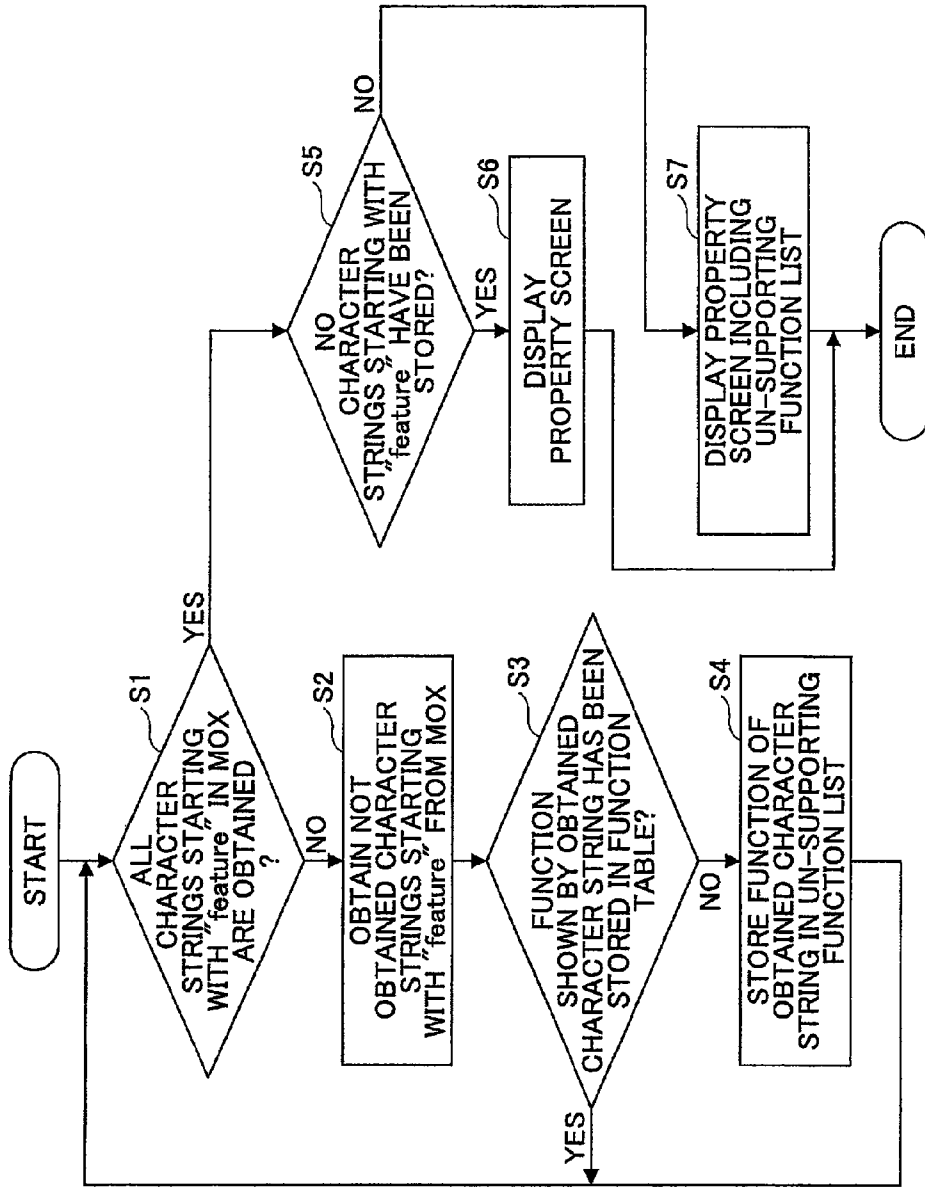 START
S1
ALL
CHARACTER
STRINGS STARTING
WITH "feature" IN MOX
ARE OBTAINED
?
YES
NO
S2
OBTAIN NOT
OBTAINED CHARACTER
STRINGS STARTING
WITH "feature" FROM MOX
S3
FUNCTION
SHOWN BY OBTAINED
CHARACTER STRING HAS BEEN
STORED IN FUNCTION
TABLE?
YES
NO
S4
STORE FUNCTION OF
OBTAINED CHARACTER
STRING IN UN-SUPPORTING
FUNCTION LIST
S5
NO
CHARACTER
STRINGS STARTING WITH
"feature" HAVE BEEN
STORED?
NO
YES
S6
DISPLAY
PROPERTY SCREEN
S7
DISPLAY PROPERTY
SCREEN INCLUDING
UN-SUPPORTING
FUNCTION LIST
END